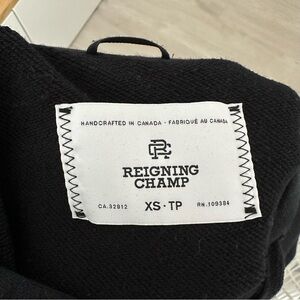 HANDCRAFTED IN CANADA • FABRIQUÉ AU CANADA
RC
REIGNING
CHAMP
CA.32812 XS • TP RN.109384